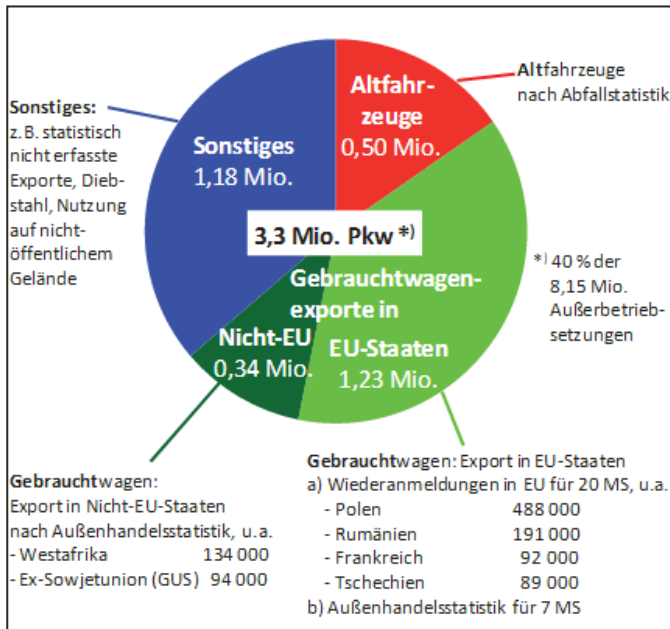 Sonstiges:
z. B. statistisch
nicht erfasste
Exporte, Dieb-
stahl, Nutzung
auf nicht-
öffentlichem
Gelände
Sonstiges
1,18 Mio.
Altfahr-
zeuge
0,50 Mio.
Altfahrzeuge
nach Abfallstatistik
3,3 Mio. Pkw *)
*) 40 % der
8,15 Mio.
Außerbetrieb-
setzungen
Gebrauchtwagen-
exporte in
Nicht-EU
0,34 Mio.
EU-Staaten
1,23 Mio.
Gebrauchtwagen:
Export in Nicht-EU-Staaten
nach Außenhandelsstatistik, u. a.
- Westafrika 134 000
- Ex-Sowjetunion (GUS) 94 000
Gebrauchtwagen: Export in EU-Staaten
a) Wiederanmeldungen in EU für 20 MS, u.a.
- Polen 488 000
- Rumänien 191 000
- Frankreich 92 000
- Tschechien 89 000
b) Außenhandelsstatistik für 7 MS